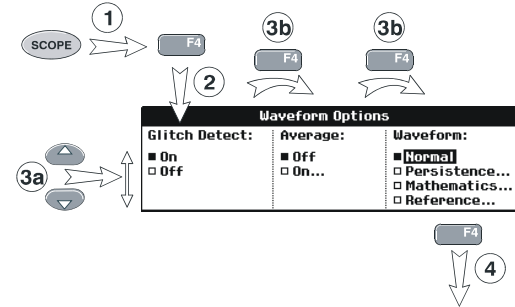 1
3b
3b
SCOPE
F4
F4
F4
2
Waveform Options
Glitch Detect:
■ On
□ Off
Average:
■ Off
□ On...
Waveform:
■ Normal
□ Persistence...
□ Mathematics...
□ Reference...
3a
F4
4